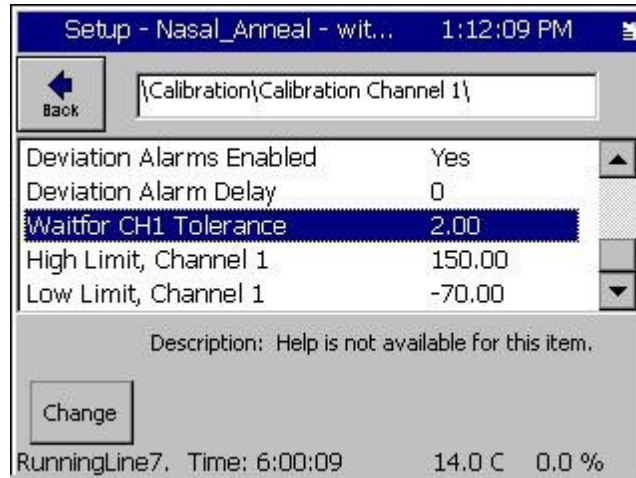 Setup - Nasal_Anneal - wit... 1:12:09 PM
Back
\Calibration\Calibration Channel 1\
Deviation Alarms Enabled Yes
Deviation Alarm Delay 0
Waitfor CH1 Tolerance 2.00
High Limit, Channel 1 150.00
Low Limit, Channel 1 -70.00
Description: Help is not available for this item.
Change
RunningLine7. Time: 6:00:09 14.0 C 0.0 %